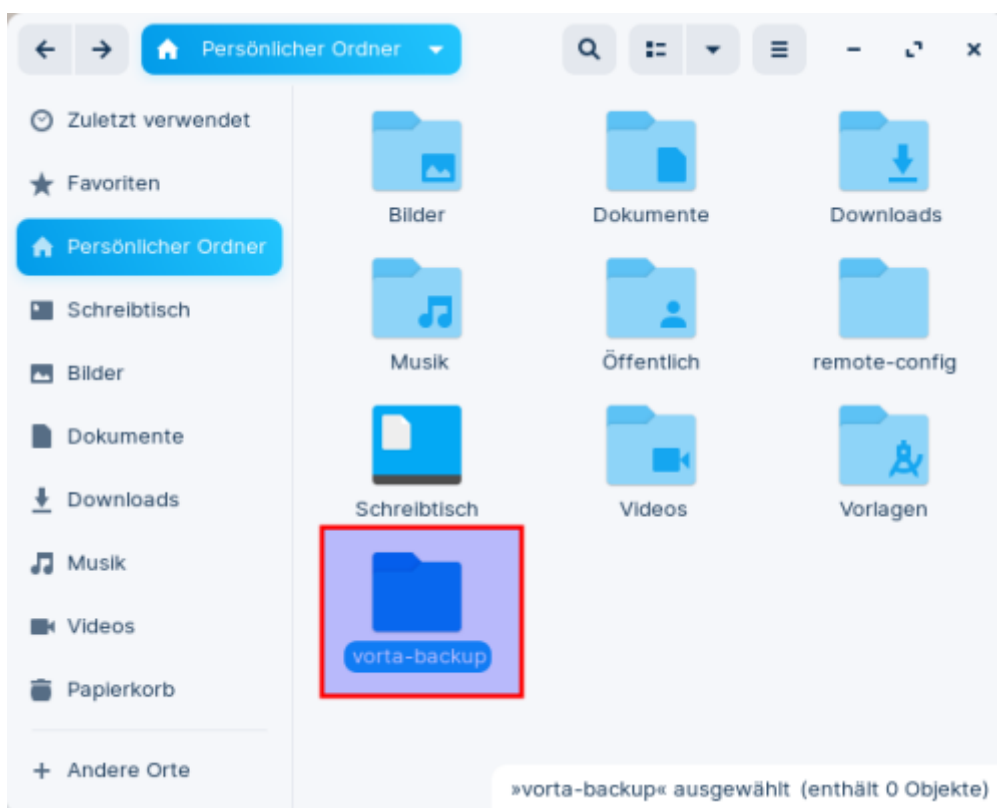 Persönlicher Ordner
Zuletzt verwendet
Favoriten
Persönlicher Ordner
Schreibtisch
Bilder
Dokumente
Downloads
Musik
Videos
Papierkorb
Andere Orte
Bilder Dokumente Downloads
Musik Öffentlich remote-config
Schreibtisch Videos Vorlagen
vorta-backup
»vorta-backup« ausgewählt (enthält 0 Objekte)